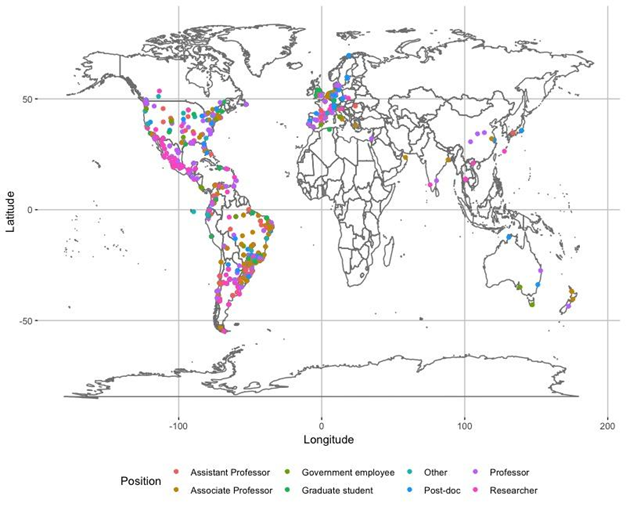 50
0
-50
Latitude
-100
0
100
200
Longitude
Position
Assistant Professor
Government employee
Other
Professor
Associate Professor
Graduate student
Post-doc
Researcher